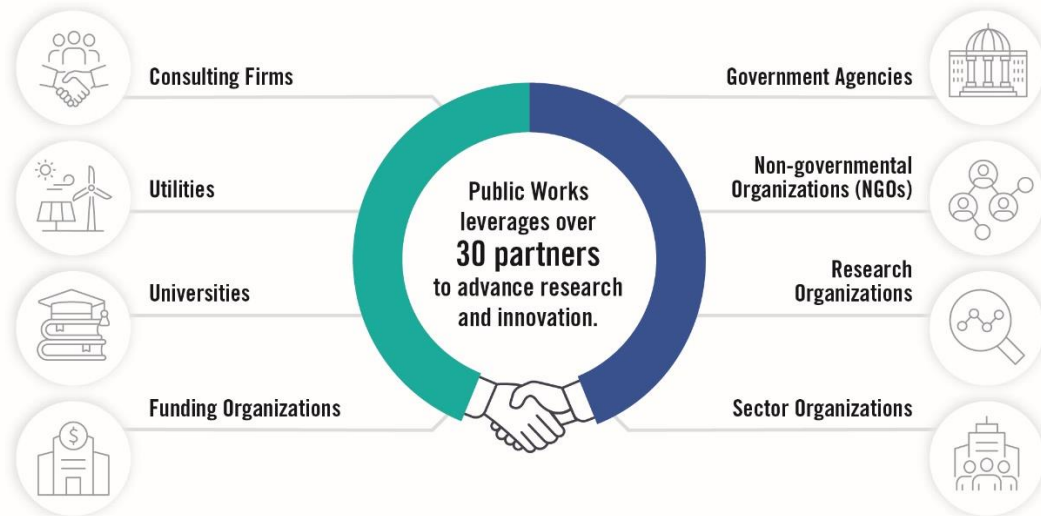 Consulting Firms
Utilities
Universities
Funding Organizations
Public Works
leverages over
30 partners
to advance research
and innovation.
Government Agencies
Non-governmental
Organizations (NGOs)
Research
Organizations
Sector Organizations
$